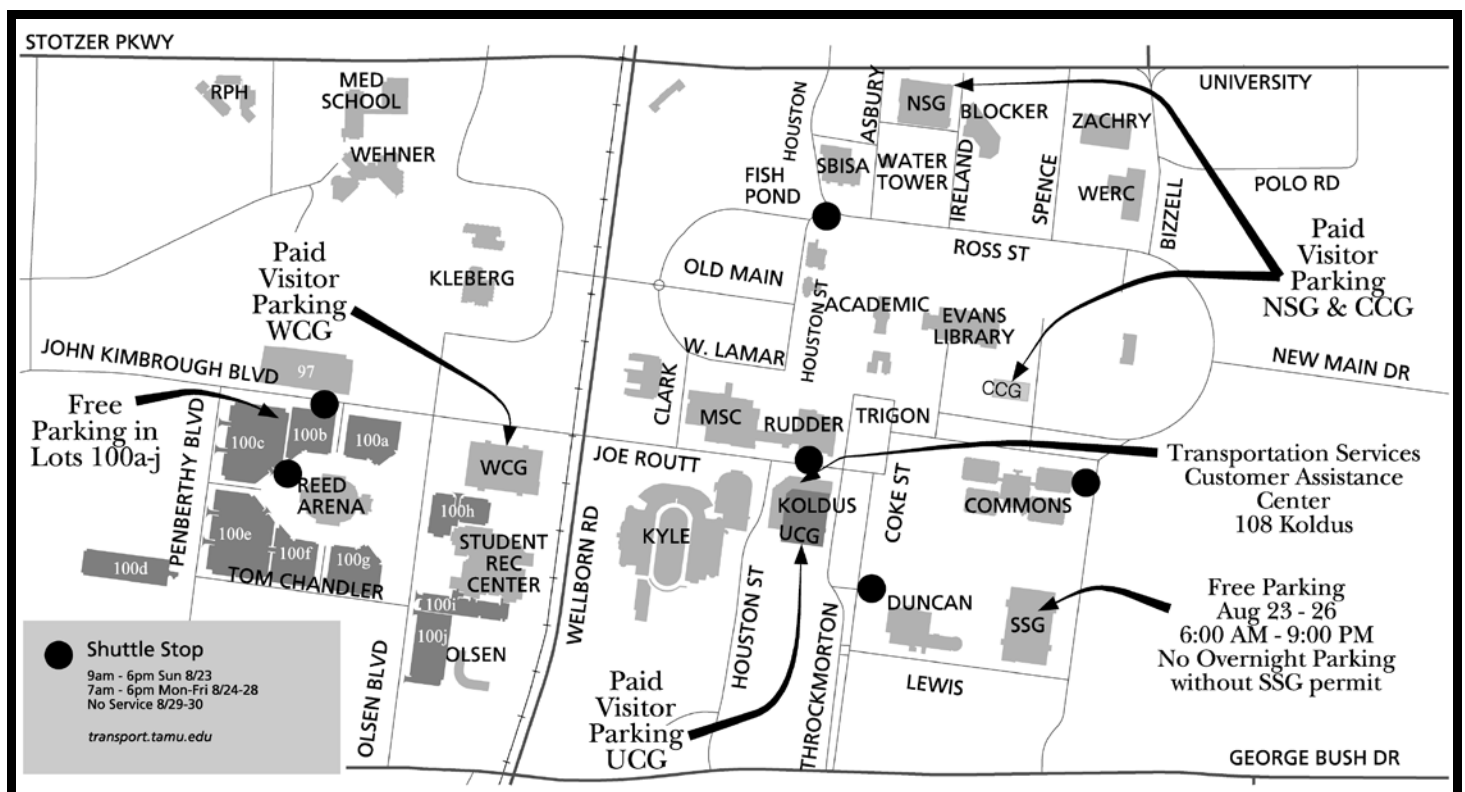 STOTZER PKWY
RPH
MED
SCHOOL
WEHNER
KLEBERG
HOUSTON
ASBURY
NSG
BLOCKER
ZACHRY
UNIVERSITY
SBISA
WATER
TOWER
IRELAND
SPENCE
WERC
BIZZELL
POLO RD
FISH
POND
ROSS ST
Paid
Visitor
Parking
NSG & CCG
Paid
Visitor
Parking
WCG
OLD MAIN
HOUSTON ST
ACADEMIC
EVANS
LIBRARY
W. LAMAR
CCG
NEW MAIN DR
JOHN KIMBROUGH BLVD
97
Free
Parking in
Lots 100a-j
PENBERTHY BLVD
100c
100b
100a
CLARK
MSC
RUDDER
TRIGON
WCG
JOE ROUTT
REED
ARENA
100h
KOLDUS
UCG
COKE ST
COMMONS
Transportation Services
Customer Assistance
Center
108 Koldus
100e
100f
100g
100d
TOM CHANDLER
STUDENT
REC
CENTER
KYLE
100i
100j
OLSEN
OLSEN BLVD
WELLBORN RD
HOUSTON ST
THROCKMORTON
DUNCAN
SSG
LEWIS
Free Parking
Aug 23 - 26
6:00 AM - 9:00 PM
No Overnight Parking
without SSG permit
Paid
Visitor
Parking
UCG
GEORGE BUSH DR
Shuttle Stop
9am - 6pm Sun 8/23
7am - 6pm Mon-Fri 8/24-28
No Service 8/29-30
transport.tamu.edu